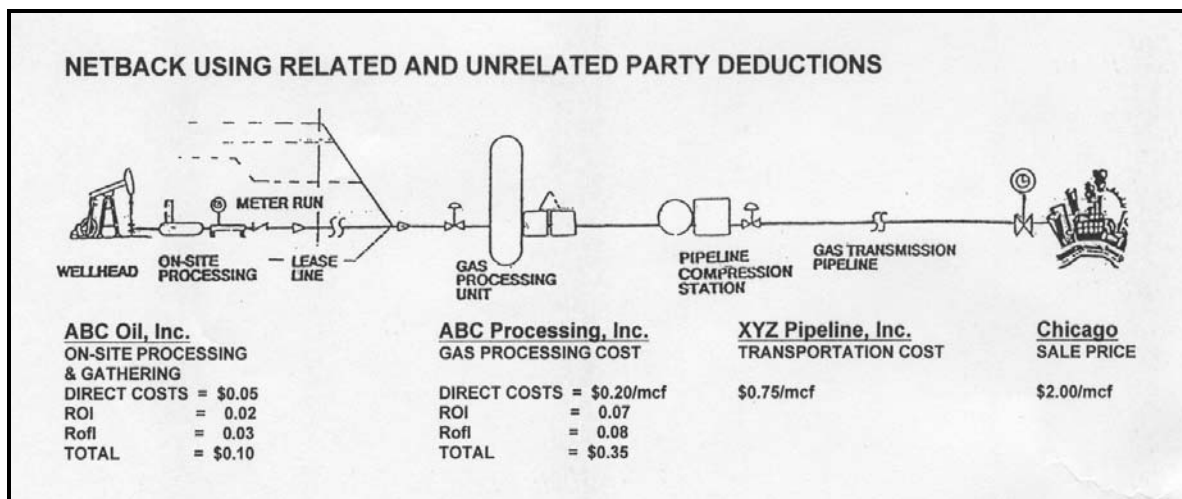 NETBACK USING RELATED AND UNRELATED PARTY DEDUCTIONS
METER RUN
WELLHEAD
ON-SITE
PROCESSING
LEASE
LINE
GAS
PROCESSING
UNIT
PIPELINE
COMPRESSION
STATION
GAS TRANSMISSION
PIPELINE
ABC Oil, Inc.
ON-SITE PROCESSING
& GATHERING
DIRECT COSTS = $0.05
ROI = 0.02
RofI = 0.03
TOTAL = $0.10
ABC Processing, Inc.
GAS PROCESSING COST
DIRECT COSTS = $0.20/mcf
ROI = 0.07
RofI = 0.08
TOTAL = $0.35
XYZ Pipeline, Inc.
TRANSPORTATION COST
$0.75/mcf
Chicago
SALE PRICE
$2.00/mcf